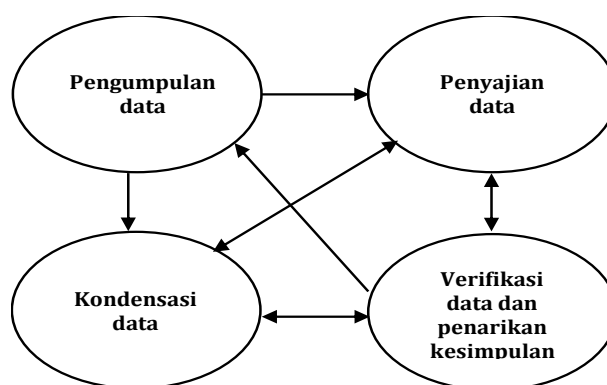 Pengumpulan
data
Penyajian
data
Kondensasi
data
Verifikasi
data dan
penarikan
kesimpulan